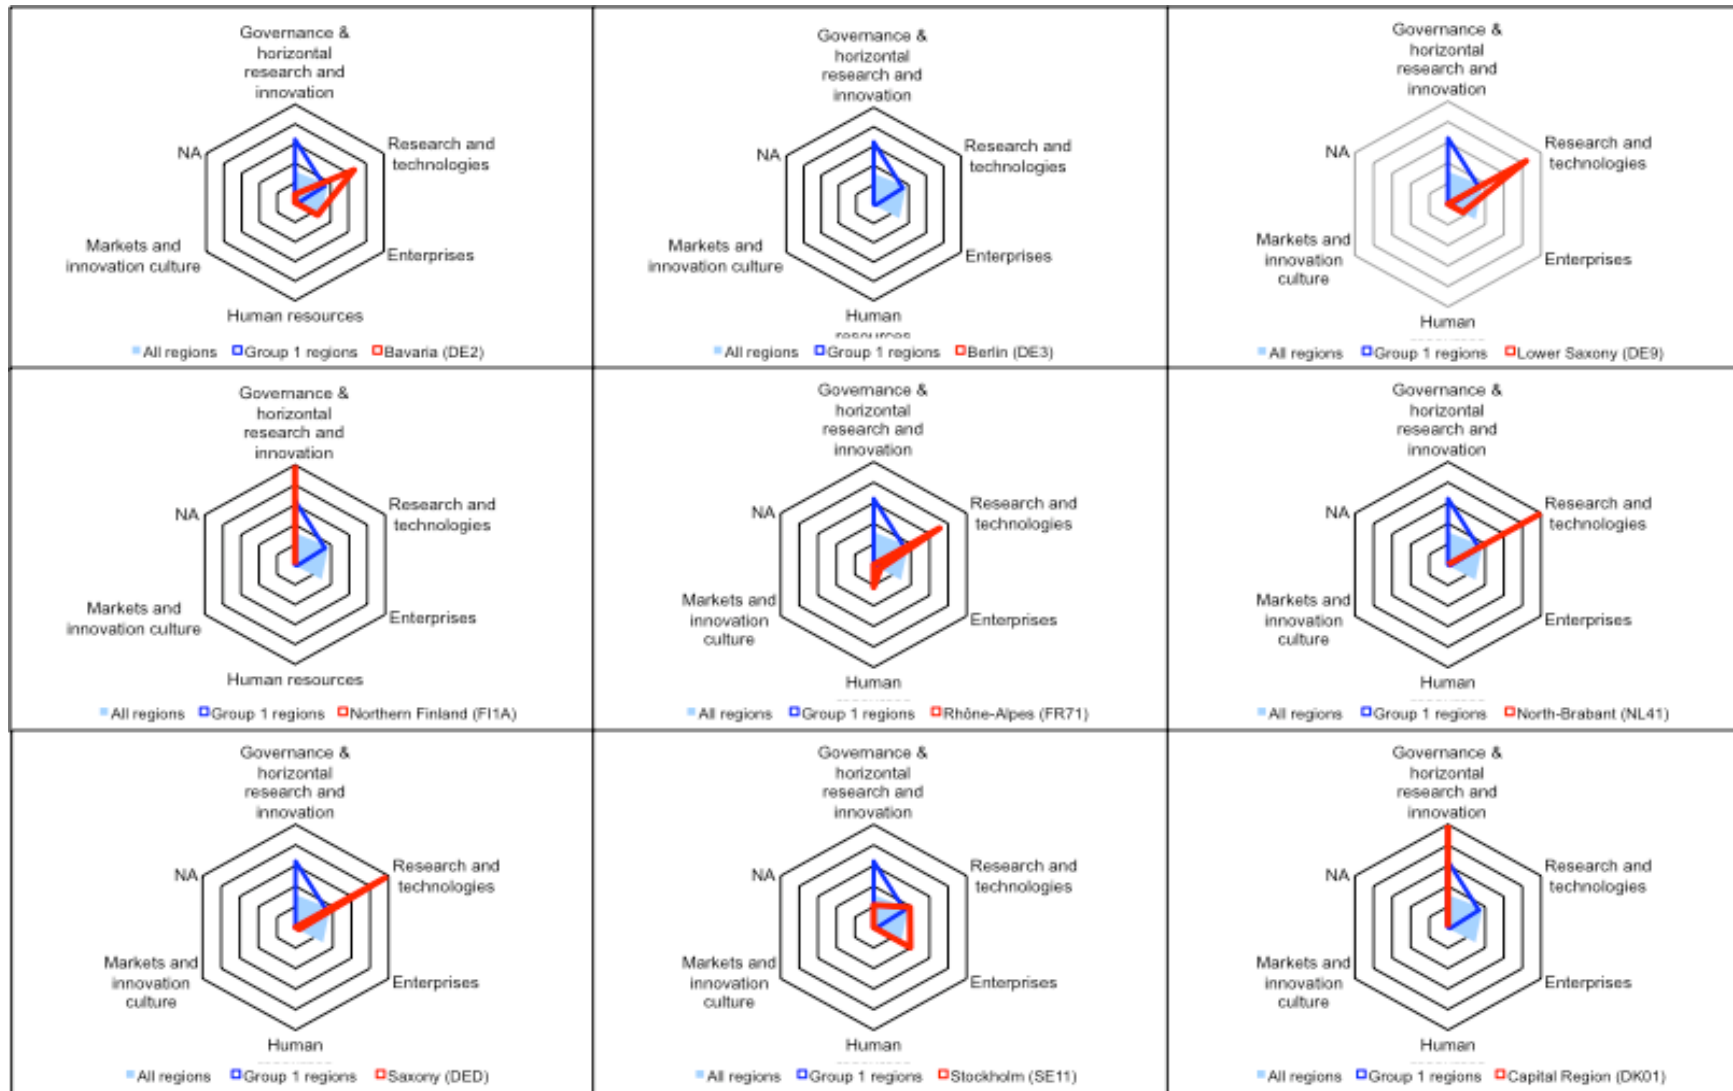 Governance &
horizontal
research and
innovation
NA
Research and
technologies
Markets and
innovation culture
Enterprises
Human resources
All regions Group 1 regions Bavaria (DE2)
Governance &
horizontal
research and
innovation
NA
Research and
technologies
Markets and
innovation culture
Enterprises
Human
resources
All regions Group 1 regions Berlin (DE3)
Governance &
horizontal
research and
innovation
NA
Research and
technologies
Markets and
innovation
culture
Enterprises
Human
All regions Group 1 regions Lower Saxony (DE9)
Governance &
horizontal
research and
innovation
NA
Research and
technologies
Markets and
innovation culture
Enterprises
Human resources
All regions Group 1 regions Northern Finland (FI1A)
Governance &
horizontal
research and
innovation
NA
Research and
technologies
Markets and
innovation
culture
Enterprises
Human
All regions Group 1 regions Rhône-Alpes (FR71)
Governance &
horizontal
research and
innovation
NA
Research and
technologies
Markets and
innovation
culture
Enterprises
Human
All regions Group 1 regions North-Brabant (NL41)
Governance &
horizontal
research and
innovation
NA
Research and
technologies
Markets and
innovation
culture
Enterprises
Human
All regions Group 1 regions Saxony (DED)
Governance &
horizontal
research and
innovation
NA
Research and
technologies
Markets and
innovation
culture
Enterprises
Human
All regions Group 1 regions Stockholm (SE11)
Governance &
horizontal
research and
innovation
NA
Research and
technologies
Markets and
innovation
culture
Enterprises
Human
All regions Group 1 regions Capital Region (DK01)